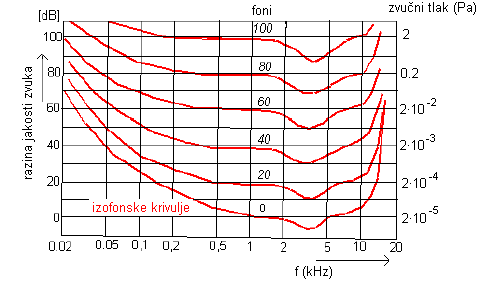 [dB] foni zvučni tlak (Pa)
100 100 2
80 80 0.2
60 60 2·10⁻²
40 40 2·10⁻³
20 20 2·10⁻⁴
0 izofonske krivulje 0 2·10⁻⁵
razina jakosti zvuka
0.02 0.05 0,1 0,2 0,5 1 2 5 10 20
f (kHz)